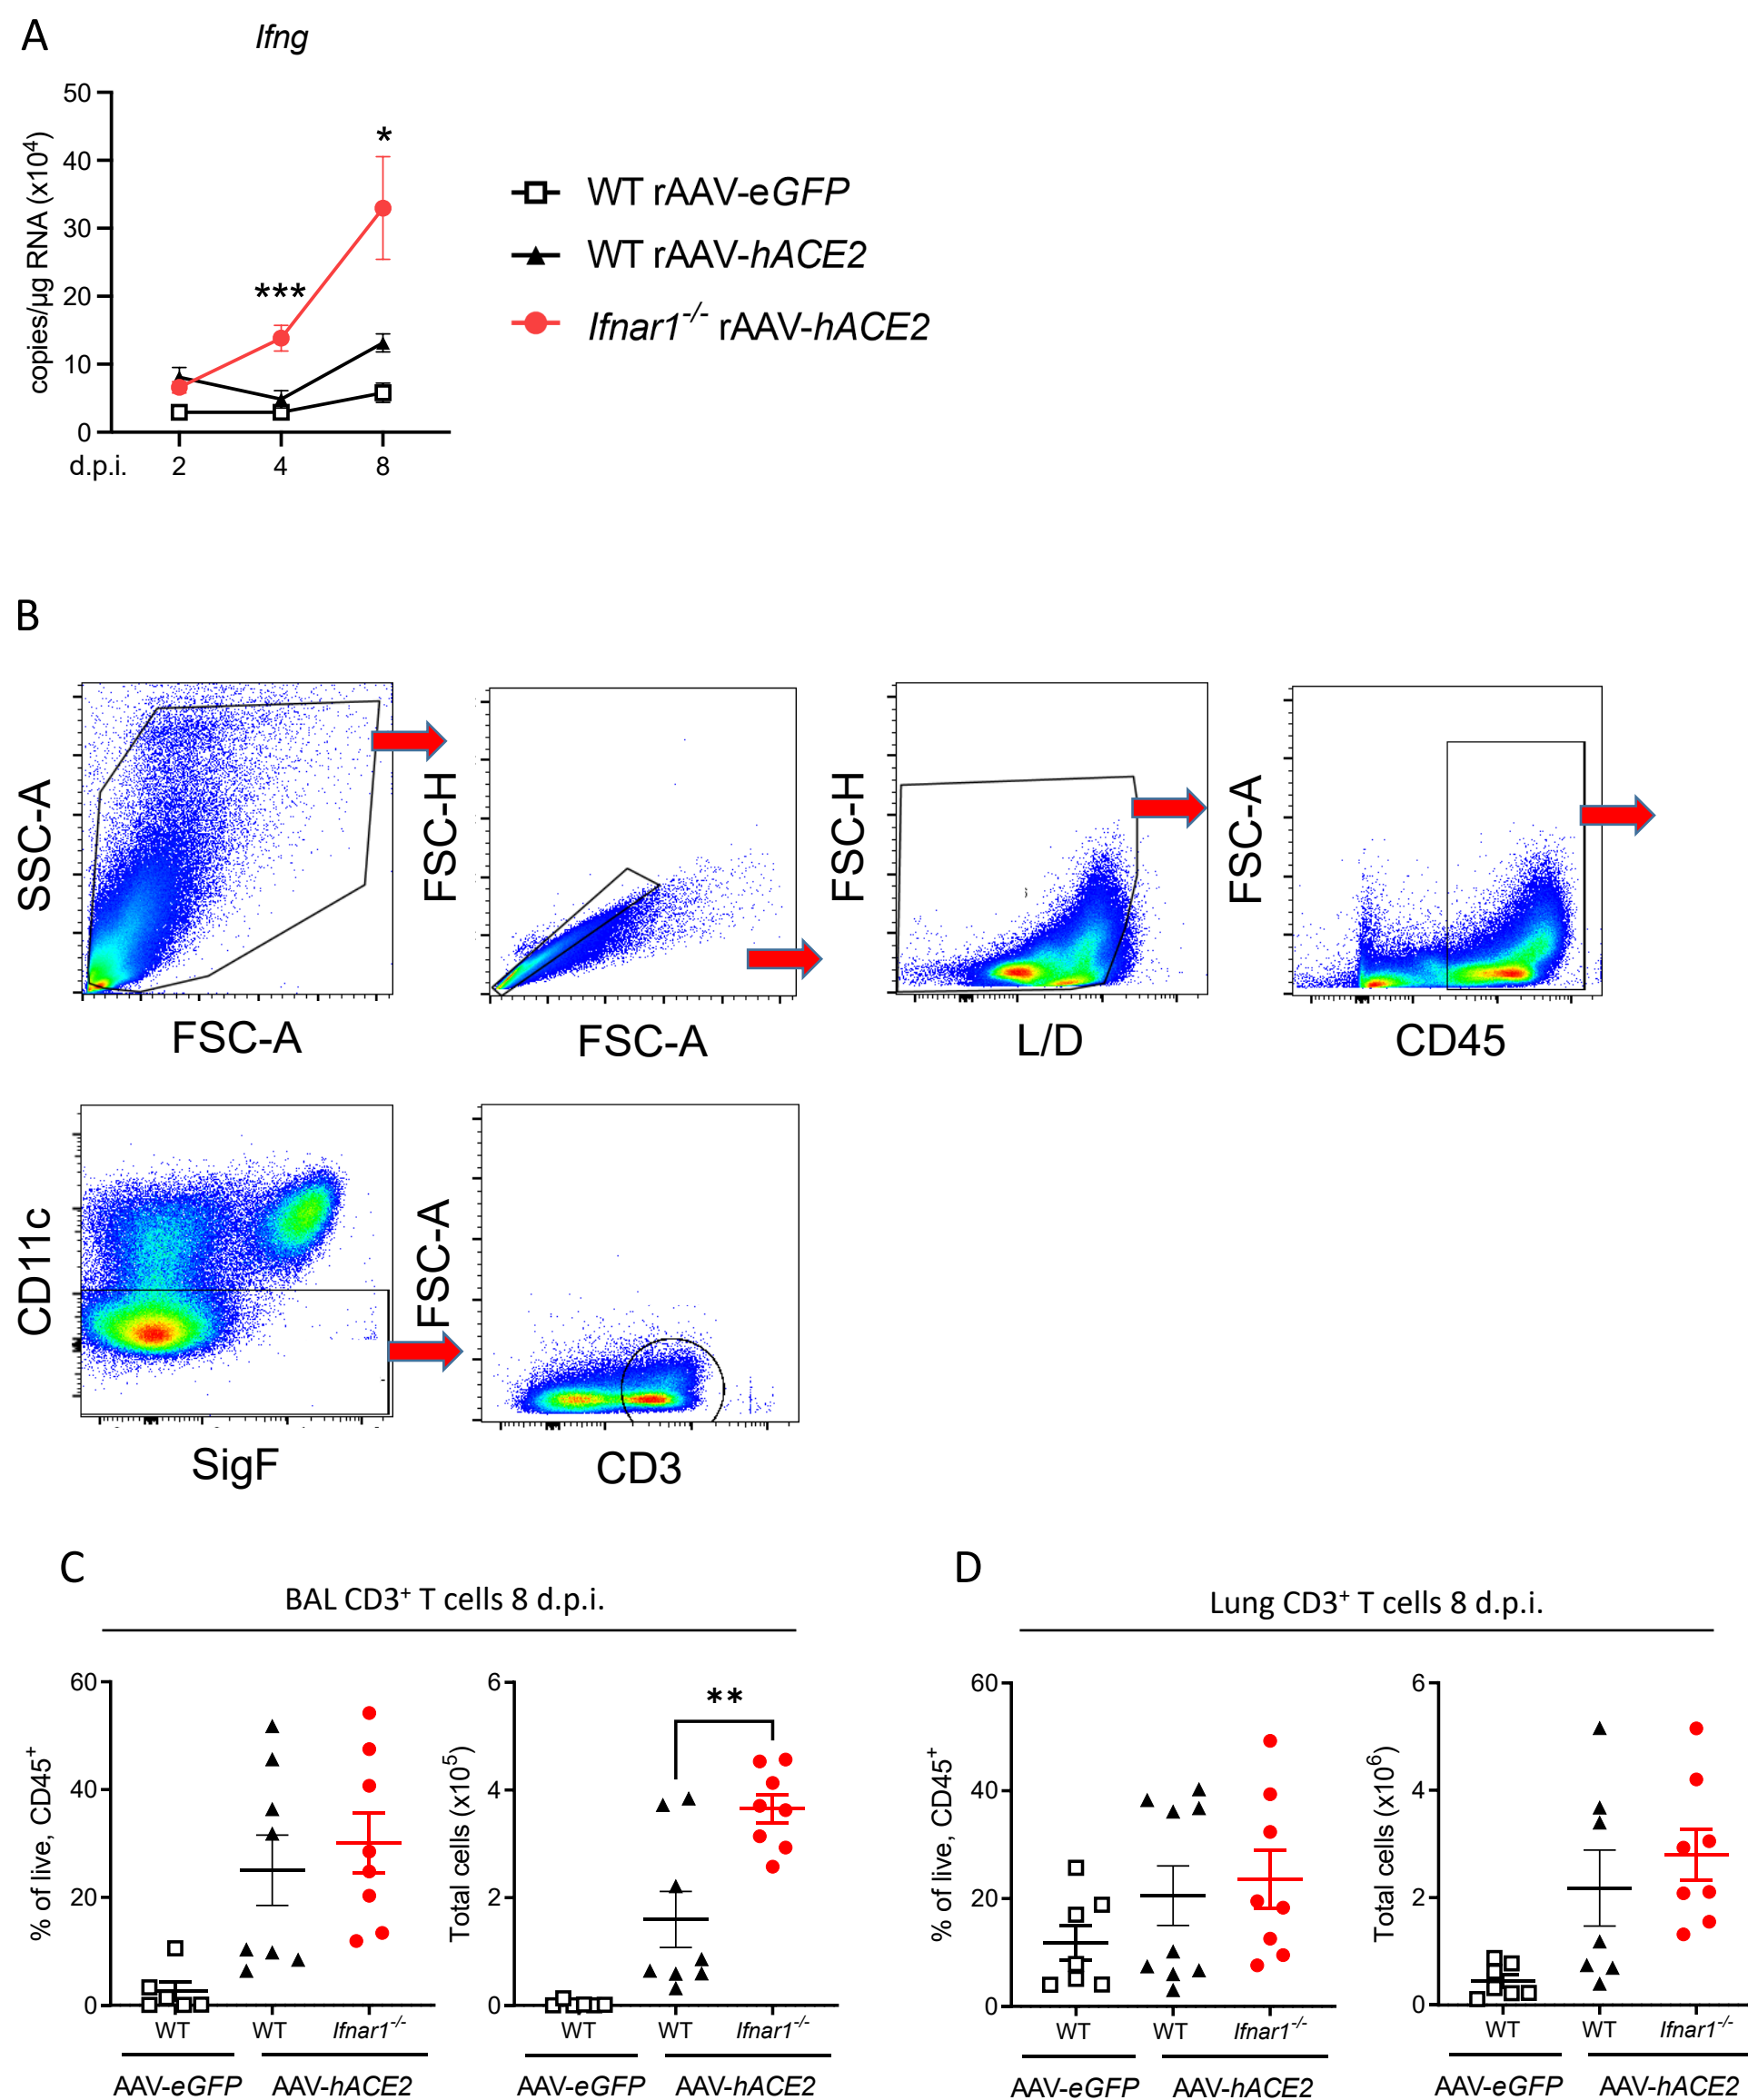 A
Ifng
50
40
30
20
10
0
copies/µg RNA (x10⁴)
*
***
d.p.i. 2 4 8
WT rAAV-eGFP
WT rAAV-hACE2
Ifnar1-/- rAAV-hACE2
B
SSC-A
FSC-A
FSC-H
FSC-A
FSC-H
L/D
FSC-A
CD45
CD11c
SigF
FSC-A
CD3
C
BAL CD3⁺ T cells 8 d.p.i.
60
40
20
0
% of live, CD45⁺
WT WT Ifnar1-/-
AAV-eGFP AAV-hACE2
6
4
2
0
Total cells (x10⁵)
**
WT WT Ifnar1-/-
AAV-eGFP AAV-hACE2
D
Lung CD3⁺ T cells 8 d.p.i.
60
40
20
0
% of live, CD45⁺
WT WT Ifnar1-/-
AAV-eGFP AAV-hACE2
6
4
2
0
Total cells (x10⁶)
WT WT Ifnar1-/-
AAV-eGFP AAV-hACE2